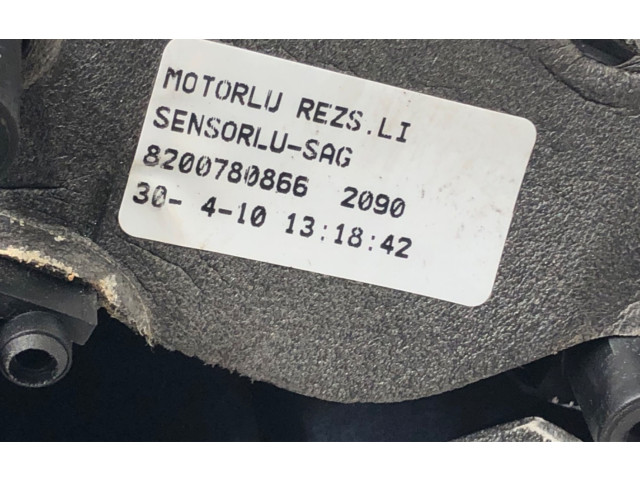 MOTORLU REZS.LI
SENSORLU-SAG
8200780866 2090
30- 4-10 13:18:42